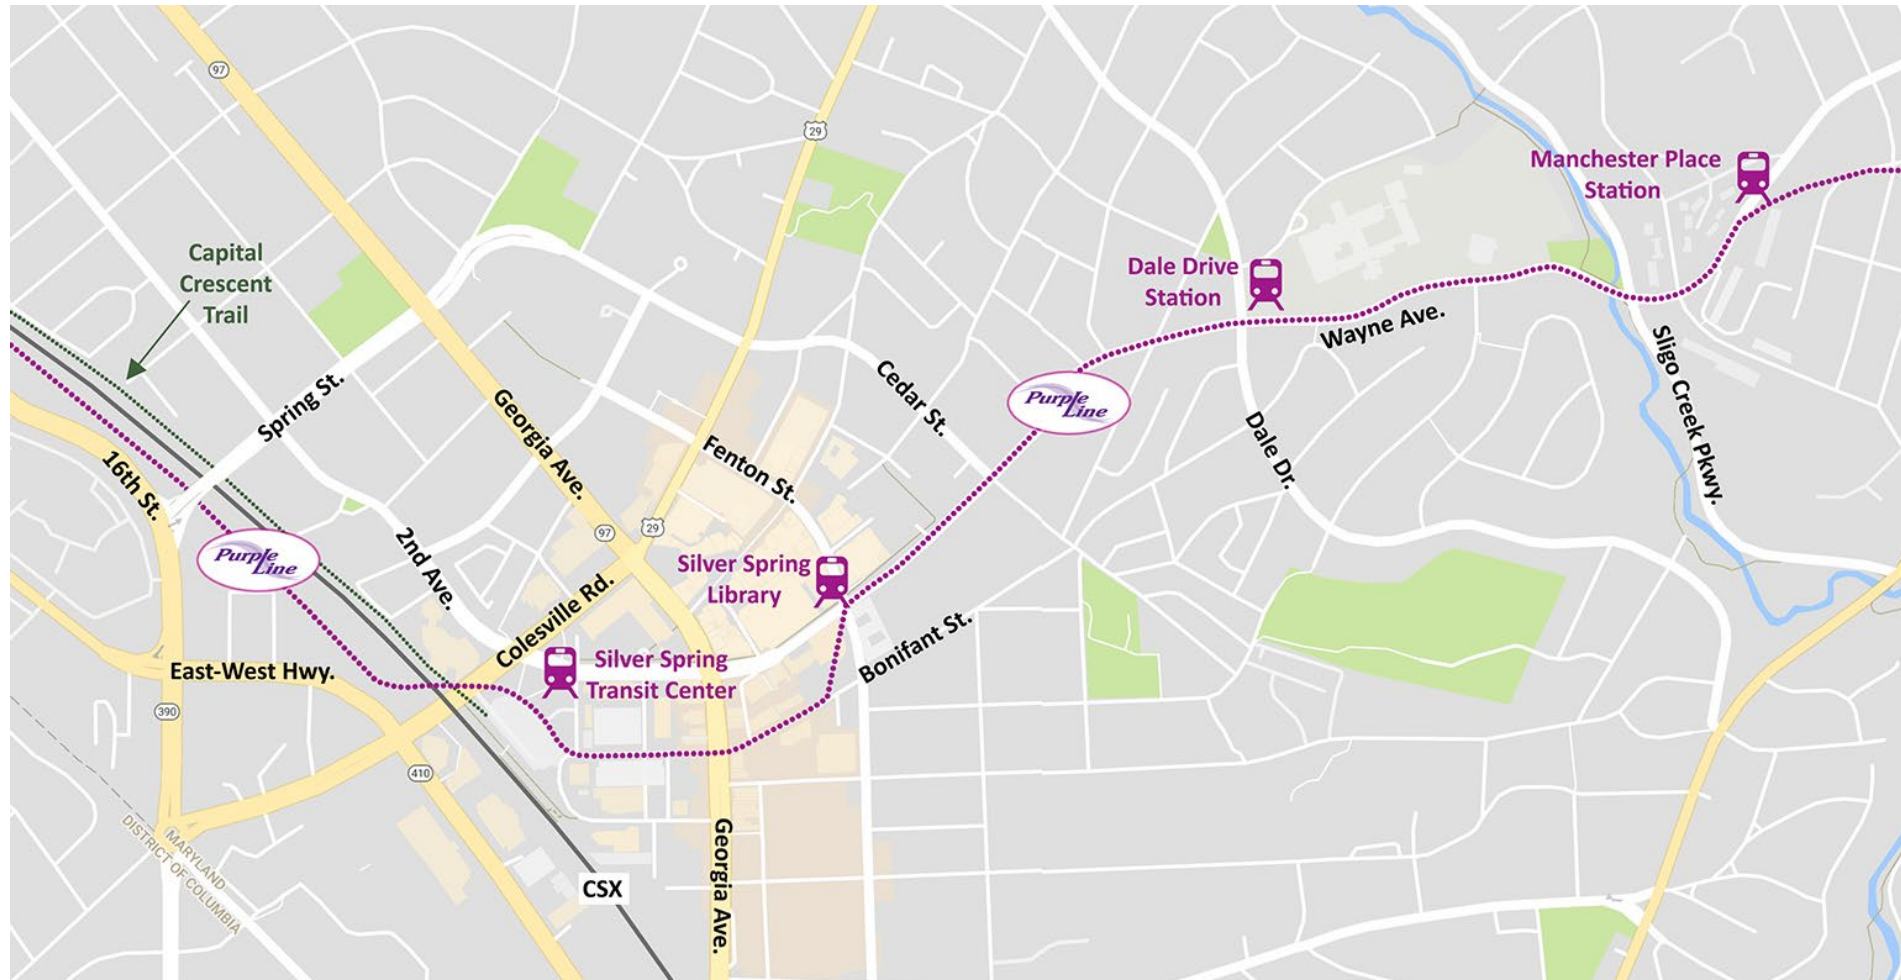 97
29
Manchester Place
Station
Capital
Crescent
Trail
Dale Drive
Station
Wayne Ave.
Sligo Creek Pkwy.
Spring St.
Georgia Ave.
Cedar St.
Purple
Line
Dale Dr.
Fenton St.
16th St.
97
29
2nd Ave.
Purple
Line
Silver Spring
Library
Colesville Rd.
Bonifant St.
East-West Hwy.
Silver Spring
Transit Center
390
410
MARYLAND
DISTRICT OF COLUMBIA
Georgia Ave.
CSX